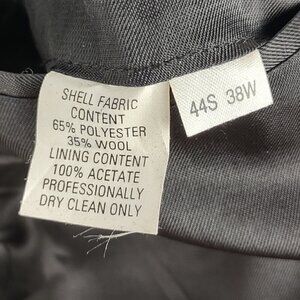 SHELL FABRIC
CONTENT
65% POLYESTER
35% WOOL
LINING CONTENT
100% ACETATE
PROFESSIONALLY
DRY CLEAN ONLY
44S 38W